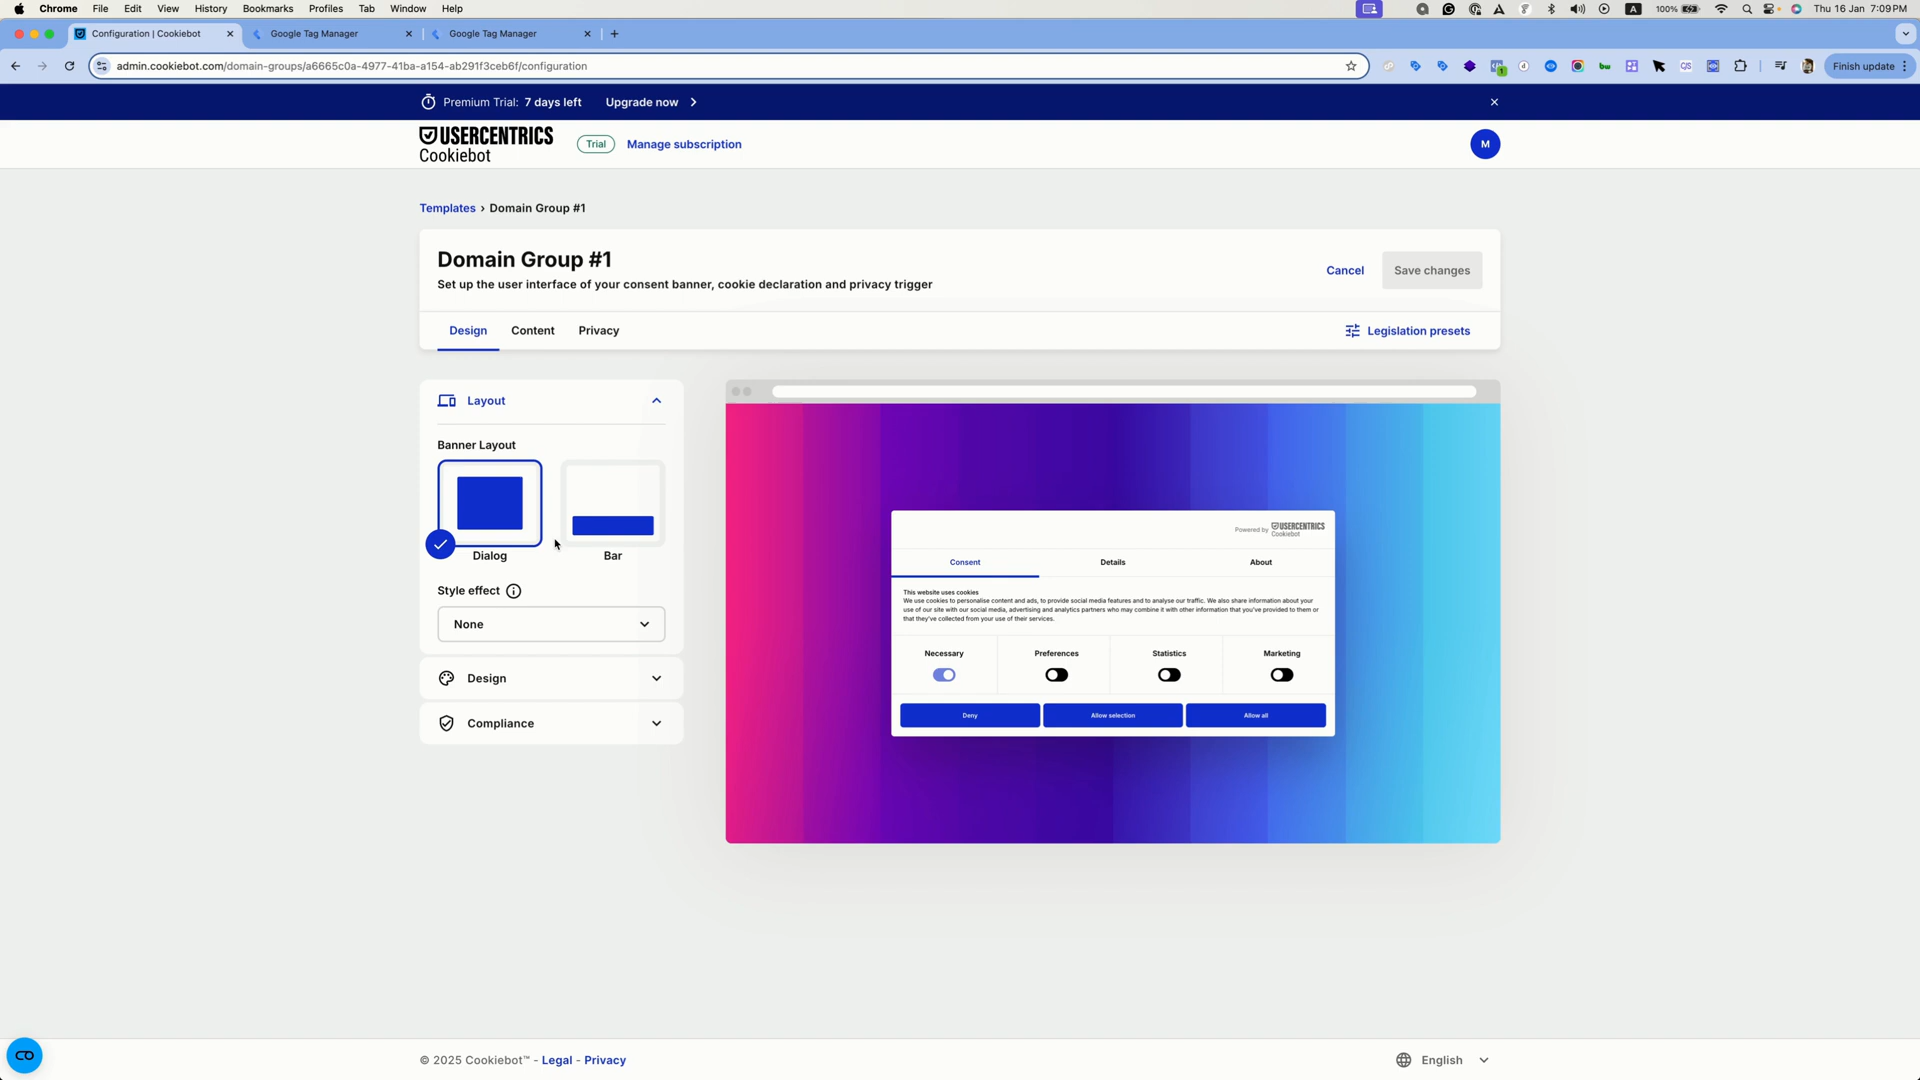 Chrome File Edit View History Bookmarks Profiles Tab Window Help
A 100% Thu 16 Jan 7:09PM
Configuration | Cookiebot Google Tag Manager Google Tag Manager
admin.cookiebot.com/domain-groups/a6665c0a-4977-41ba-a154-ab291f3ceb6f/configuration
Finish update
Premium Trial: 7 days left Upgrade now
USERCENTRICS
Cookiebot
Trial Manage subscription
M
Templates › Domain Group #1
Domain Group #1
Set up the user interface of your consent banner, cookie declaration and privacy trigger
Cancel Save changes
Design Content Privacy
Legislation presets
Layout
Banner Layout
Dialog Bar
Style effect
None
Design
Compliance
Powered by USERCENTRICS
Cookiebot
Consent Details About
This website uses cookies
We use cookies to personalise content and ads, to provide social media features and to analyse our traffic. We also share information about your
use of our site with our social media, advertising and analytics partners who may combine it with other information that you've provided to them or
that they've collected from your use of their services.
Necessary Preferences Statistics Marketing
Deny Allow selection Allow all
© 2025 Cookiebot™ - Legal - Privacy
English